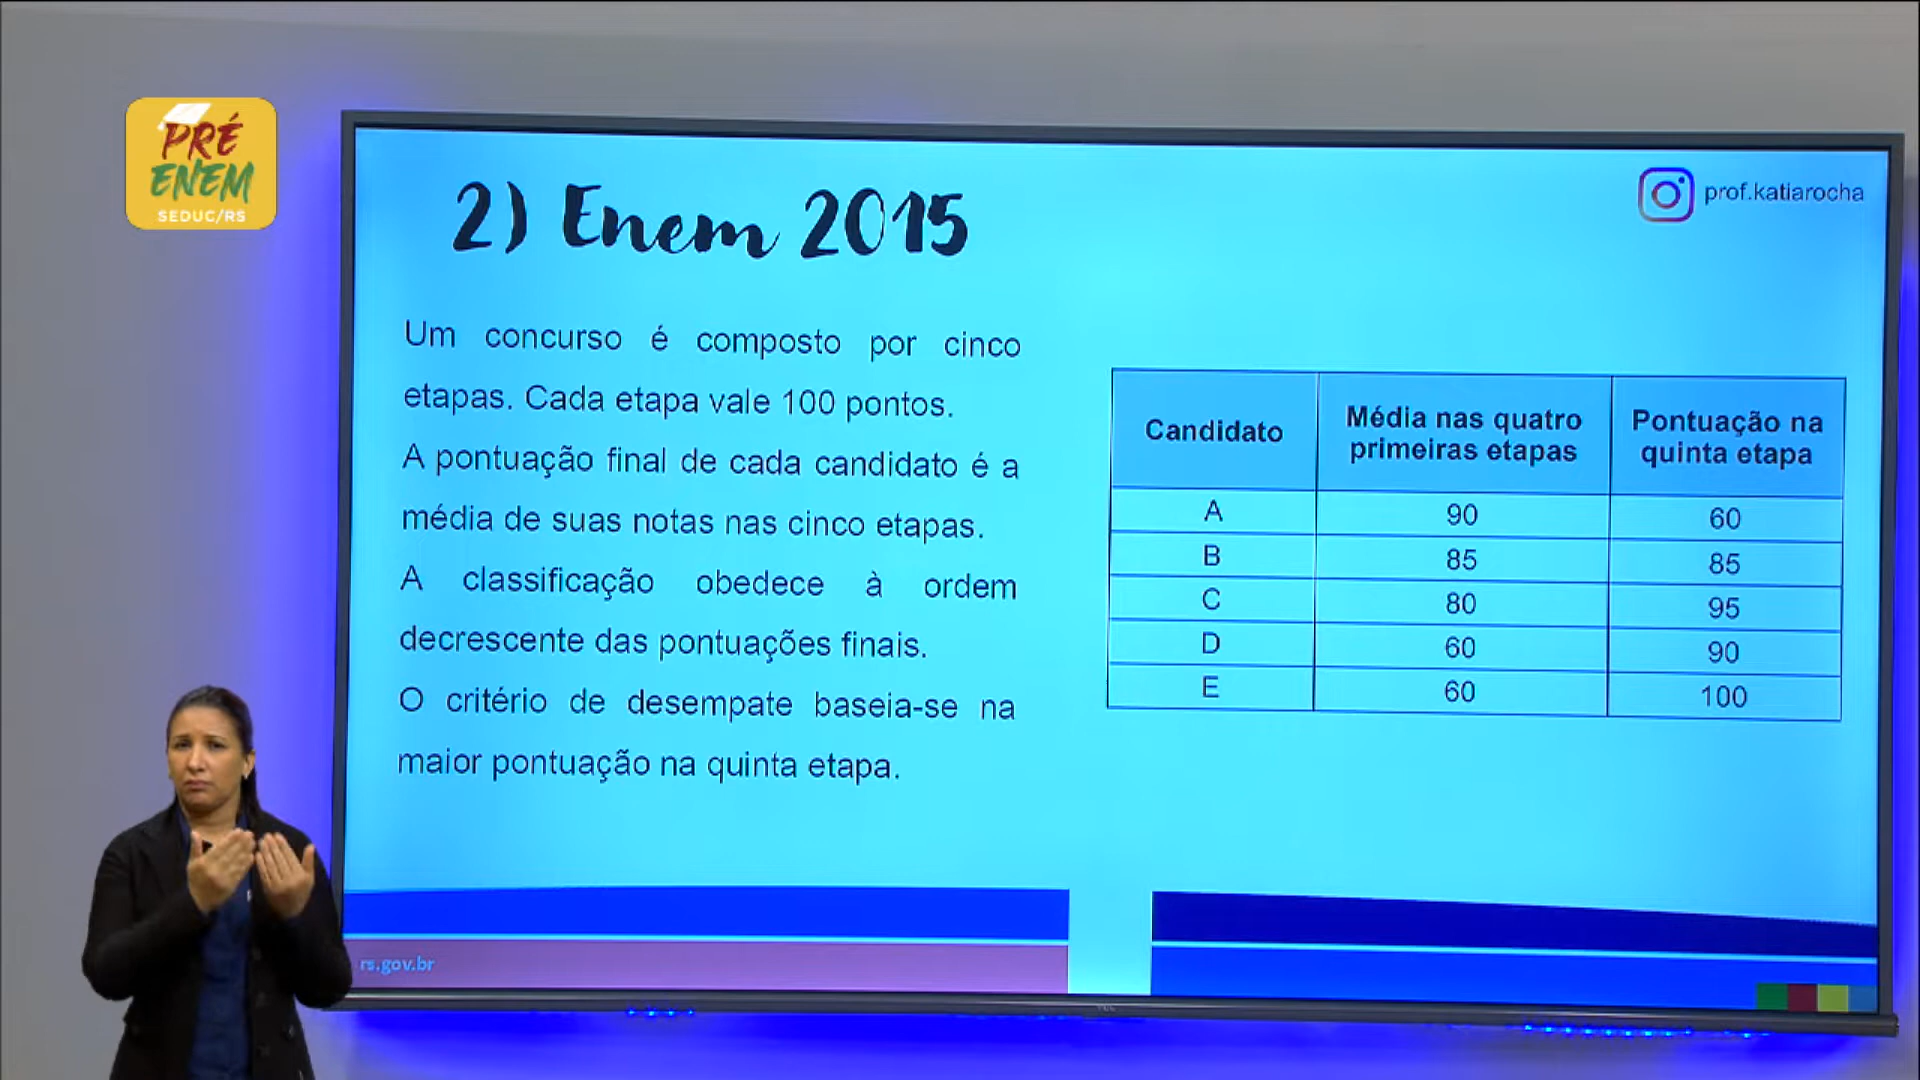 PRÉ
ENEM
SEDUC/RS
2) Enem 2015
prof.katiarocha
Um concurso é composto por cinco
etapas. Cada etapa vale 100 pontos.
A pontuação final de cada candidato é a
média de suas notas nas cinco etapas.
A classificação obedece à ordem
decrescente das pontuações finais.
O critério de desempate baseia-se na
maior pontuação na quinta etapa.
Candidato
Média nas quatro
primeiras etapas
Pontuação na
quinta etapa
A 90 60
B 85 85
C 80 95
D 60 90
E 60 100
rs.gov.br
TCL